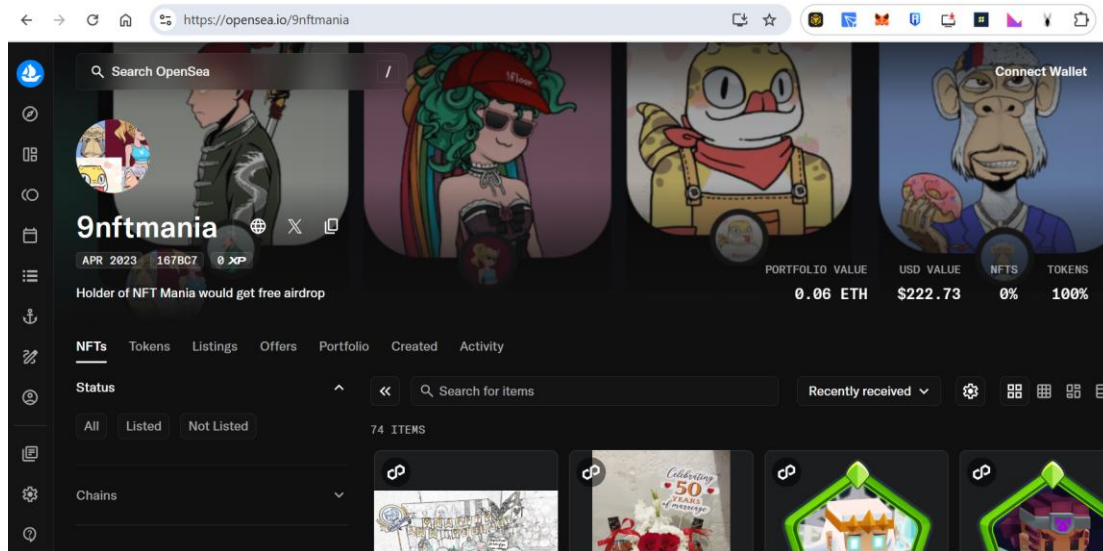 https://opensea.io/9nftmania
Search OpenSea
/
Connect Wallet
9nftmania
APR 2023 167BC7 0 XP
Holder of NFT Mania would get free airdrop
PORTFOLIO VALUE USD VALUE NFTS TOKENS
0.06 ETH $222.73 0% 100%
NFTs Tokens Listings Offers Portfolio Created Activity
Status
All Listed Not Listed
Chains
Search for items
Recently received
74 ITEMS
Celebrating
50
YEARS
of marriage